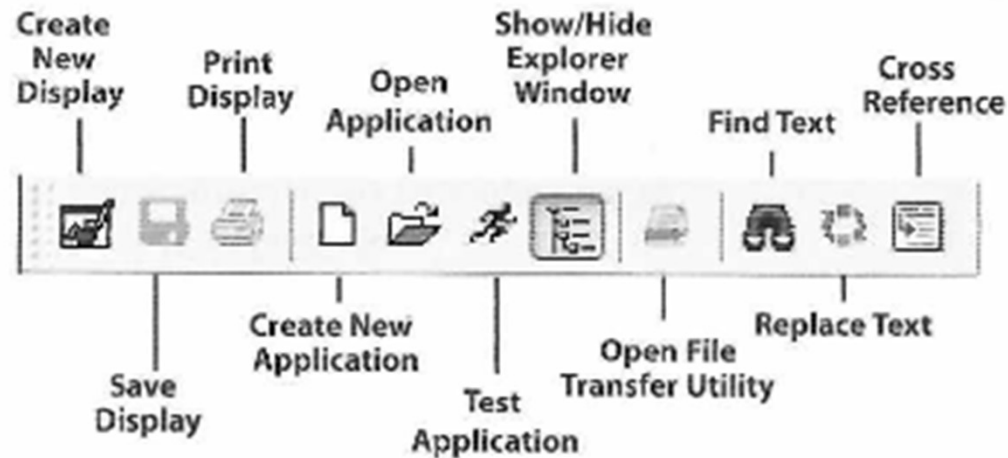 Create
New
Display
Print
Display
Open
Application
Show/Hide
Explorer
Window
Find Text
Cross
Reference
Save
Display
Create New
Application
Test
Application
Open File
Transfer Utility
Replace Text